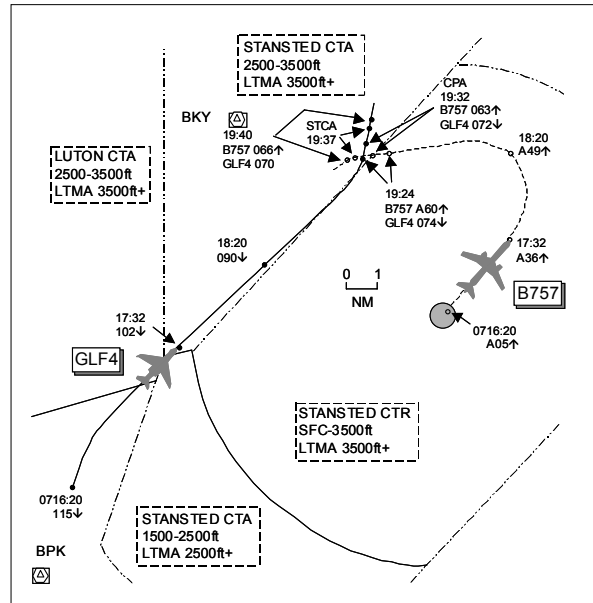 STANSTED CTA
2500-3500ft
LTMA 3500ft+
BKY
CPA
19:32
B757 063↑
GLF4 072↓
STCA
19:37
19:40
B757 066↑
GLF4 070
18:20
A49↑
LUTON CTA
2500-3500ft
LTMA 3500ft+
19:24
B757 A60↑
GLF4 074↓
18:20
090↓
17:32
A36↑
0 1
NM
B757
17:32
102↓
0716:20
A05↑
GLF4
STANSTED CTR
SFC-3500ft
LTMA 3500ft+
0716:20
115↓
STANSTED CTA
1500-2500ft
LTMA 2500ft+
BPK